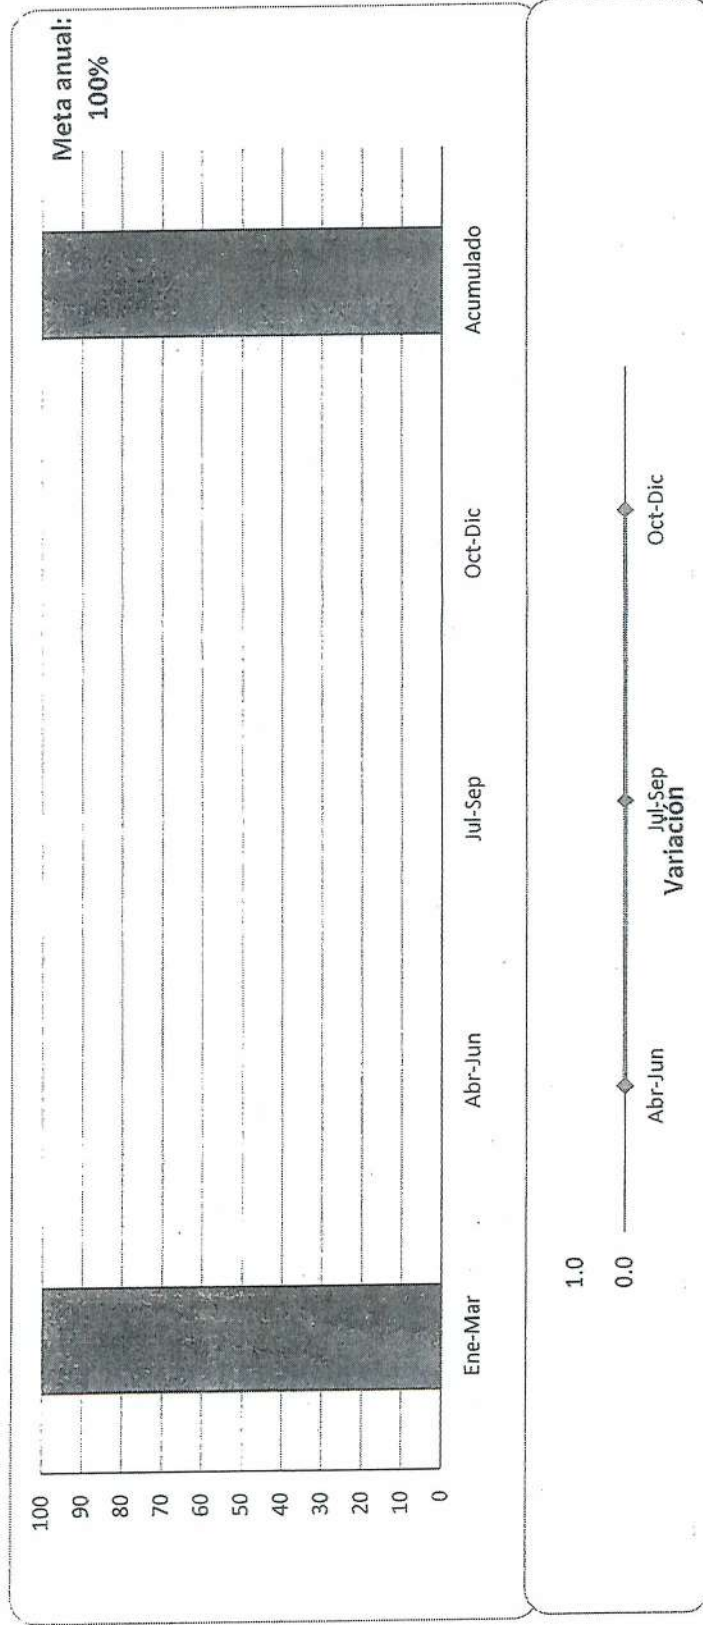 Meta anual:
100%
100
90
80
70
60
50
40
30
20
10
0
Ene-Mar
Abr-Jun
Jul-Sep
Oct-Dic
Acumulado
1.0
0.0
Abr-Jun
Jul-Sep
Oct-Dic
Variación